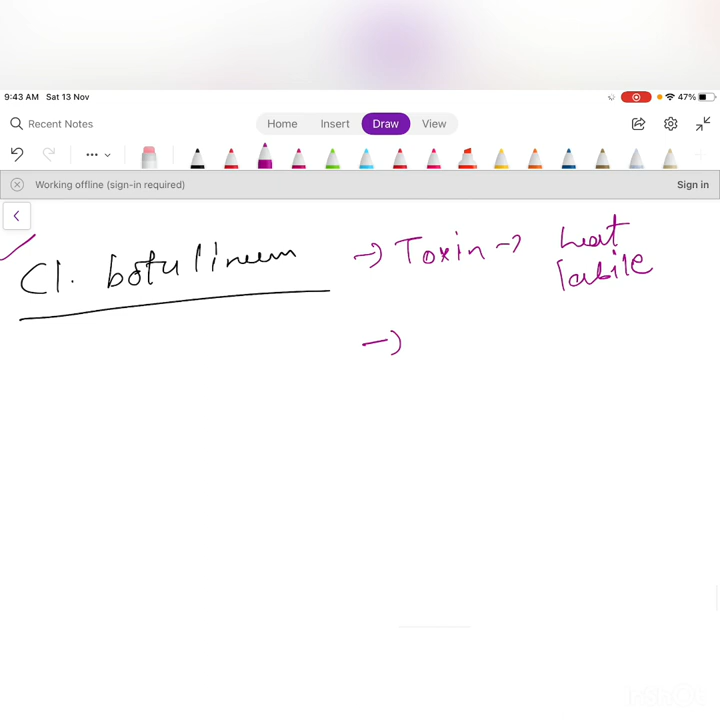 9:43 AM Sat 13 Nov 47%
Recent Notes Home Insert Draw View
Working offline (sign-in required) Sign in
Cl. botulineum → Toxin → heat
labile
→